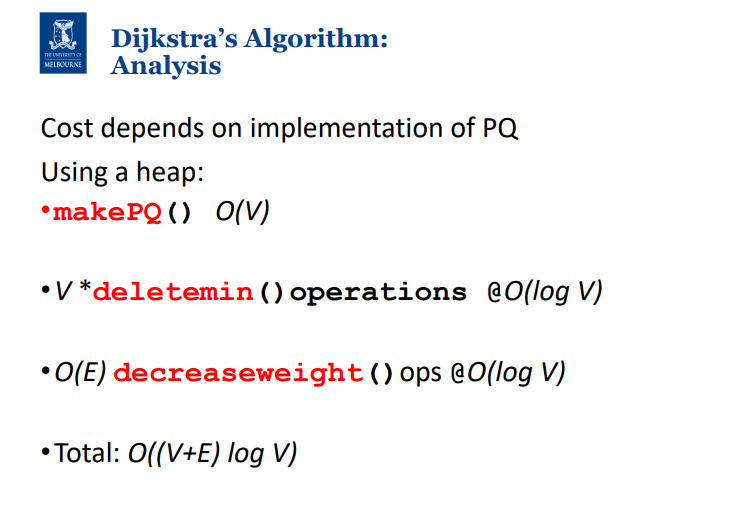 THE UNIVERSITY OF
MELBOURNE
Dijkstra's Algorithm:
Analysis
Cost depends on implementation of PQ
Using a heap:
•makePQ() O(V)
•V *deletemin()operations @O(log V)
•O(E) decreaseweight()ops @O(log V)
•Total: O((V+E) log V)